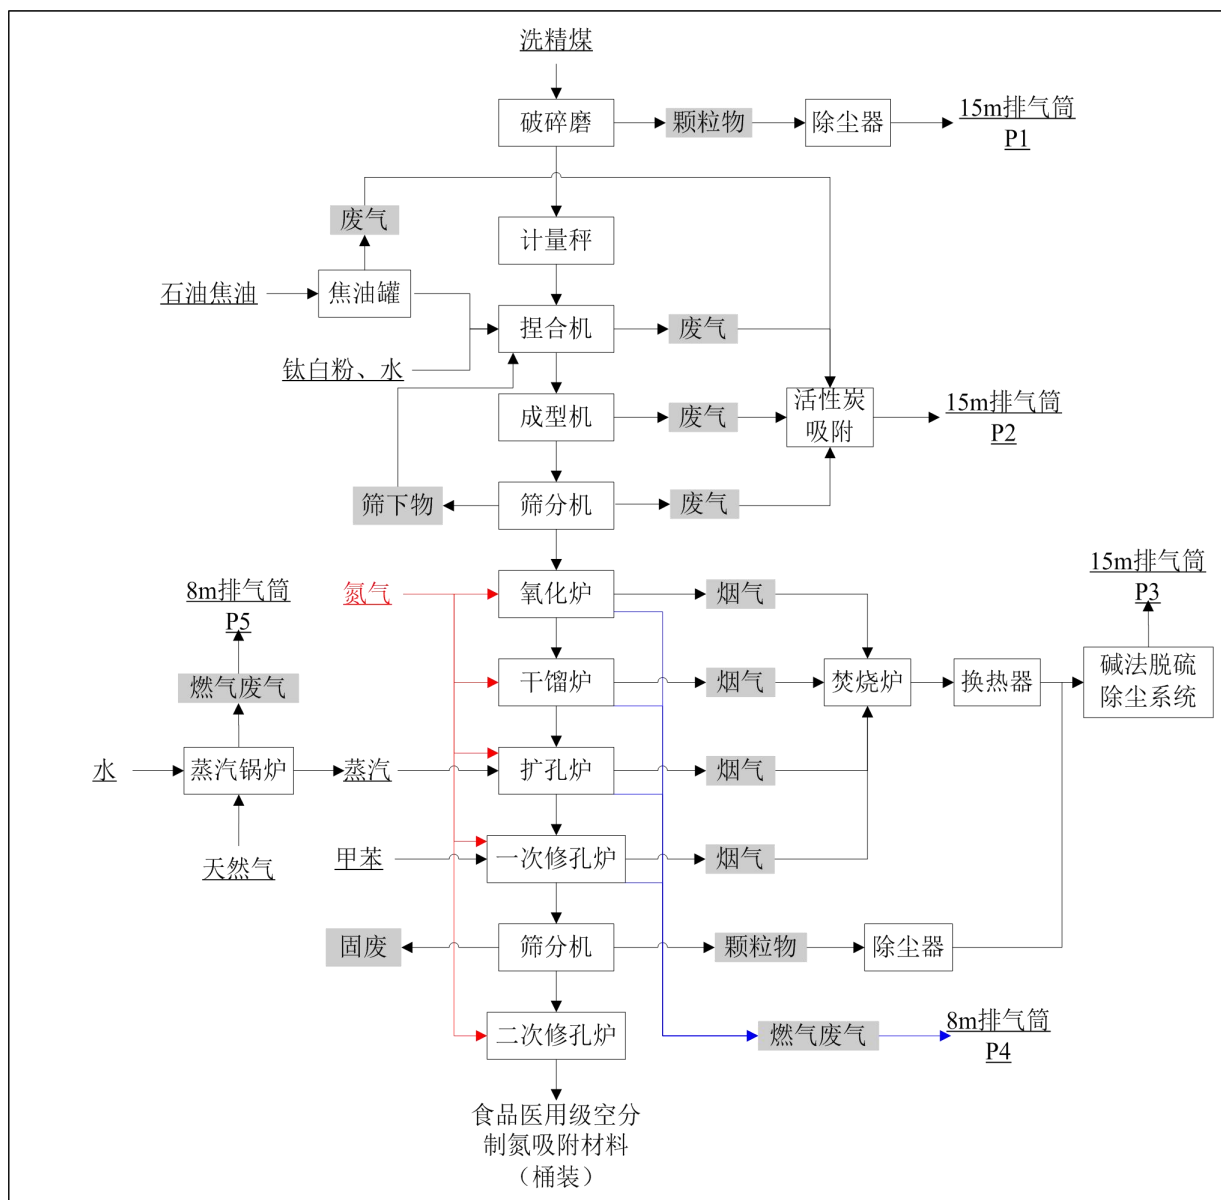 洗精煤
破碎磨
颗粒物
除尘器
15m排气筒
P1
废气
计量秤
石油焦油
焦油罐
捏合机
废气
钛白粉、水
成型机
废气
活性炭
吸附
15m排气筒
P2
筛下物
筛分机
废气
8m排气筒
P5
氮气
氧化炉
烟气
15m排气筒
P3
燃气废气
干馏炉
烟气
焚烧炉
换热器
碱法脱硫
除尘系统
水
蒸汽锅炉
蒸汽
扩孔炉
烟气
天然气
甲苯
一次修孔炉
烟气
固废
筛分机
颗粒物
除尘器
二次修孔炉
燃气废气
8m排气筒
P4
食品医用级空分
制氮吸附材料
（桶装）